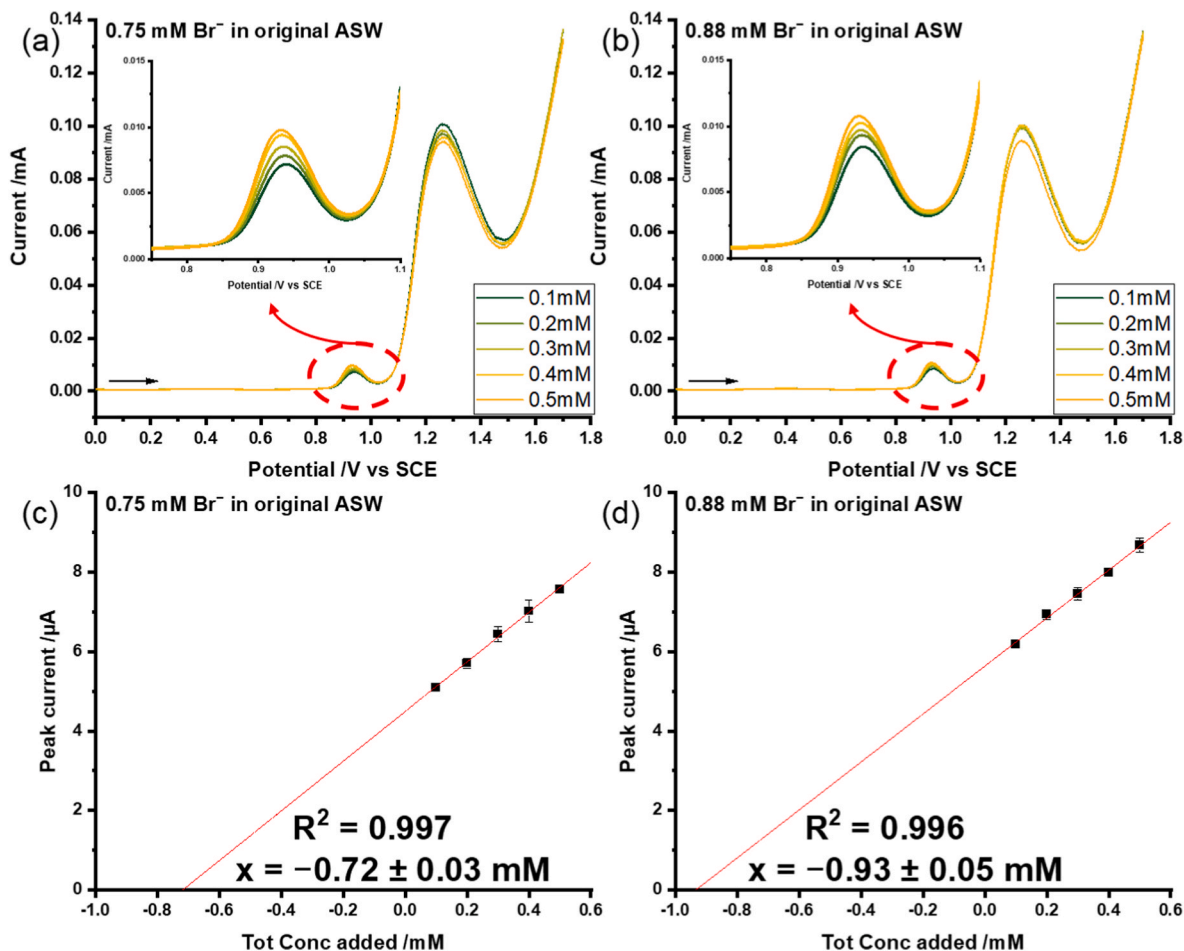 (a)
0.75 mM Br⁻ in original ASW
0.14
0.12
0.10
0.08
0.06
0.04
0.02
0.00
Current /mA
0.015
0.010
0.005
0.000
Current /mA
0.8
0.9
1.0
1.1
Potential /V vs SCE
0.1mM
0.2mM
0.3mM
0.4mM
0.5mM
0.0 0.2 0.4 0.6 0.8 1.0 1.2 1.4 1.6 1.8
Potential /V vs SCE
(b)
0.88 mM Br⁻ in original ASW
0.14
0.12
0.10
0.08
0.06
0.04
0.02
0.00
Current /mA
0.015
0.010
0.005
0.000
Current /mA
0.8
0.9
1.0
1.1
Potential /V vs SCE
0.1mM
0.2mM
0.3mM
0.4mM
0.5mM
0.0 0.2 0.4 0.6 0.8 1.0 1.2 1.4 1.6 1.8
Potential /V vs SCE
(c)
0.75 mM Br⁻ in original ASW
10
8
6
4
2
0
Peak current /µA
R² = 0.997
x = −0.72 ± 0.03 mM
-1.0 -0.8 -0.6 -0.4 -0.2 0.0 0.2 0.4 0.6
Tot Conc added /mM
(d)
0.88 mM Br⁻ in original ASW
10
8
6
4
2
0
Peak current /µA
R² = 0.996
x = −0.93 ± 0.05 mM
-1.0 -0.8 -0.6 -0.4 -0.2 0.0 0.2 0.4 0.6
Tot Conc added /mM